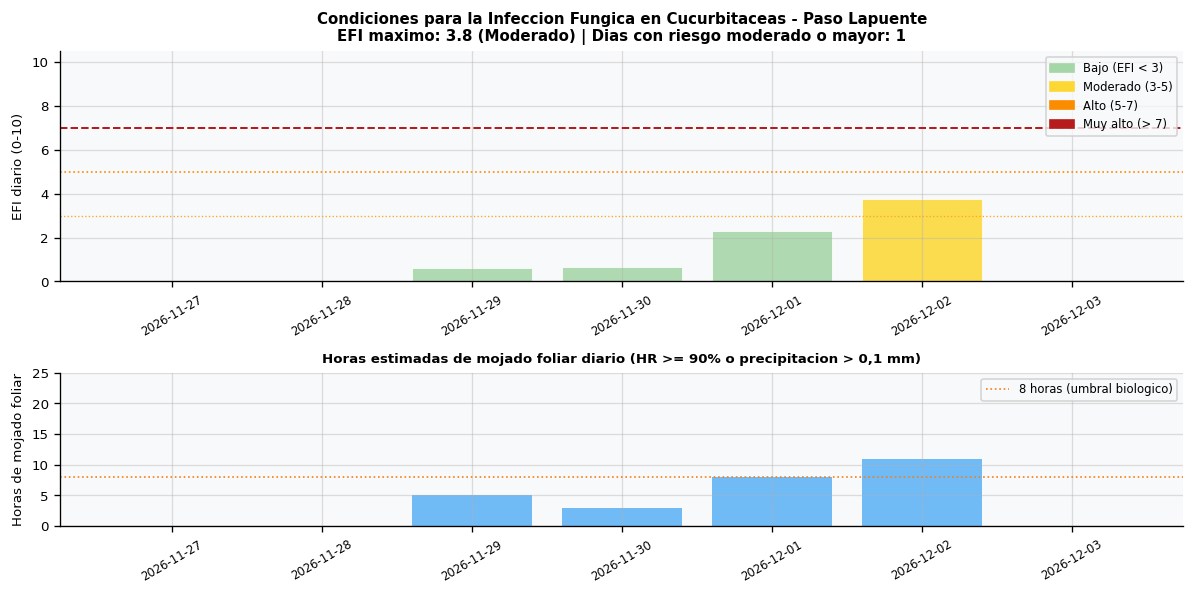 Condiciones para la Infeccion Fungica en Cucurbitaceas - Paso Lapuente
EFI maximo: 3.8 (Moderado) | Dias con riesgo moderado o mayor: 1
EFI diario (0-10)
10
8
6
4
2
0
Bajo (EFI < 3)
Moderado (3-5)
Alto (5-7)
Muy alto (> 7)
2026-11-27
2026-11-28
2026-11-29
2026-11-30
2026-12-01
2026-12-02
2026-12-03
Horas estimadas de mojado foliar diario (HR >= 90% o precipitacion > 0,1 mm)
Horas de mojado foliar
25
20
15
10
5
0
8 horas (umbral biologico)
2026-11-27
2026-11-28
2026-11-29
2026-11-30
2026-12-01
2026-12-02
2026-12-03